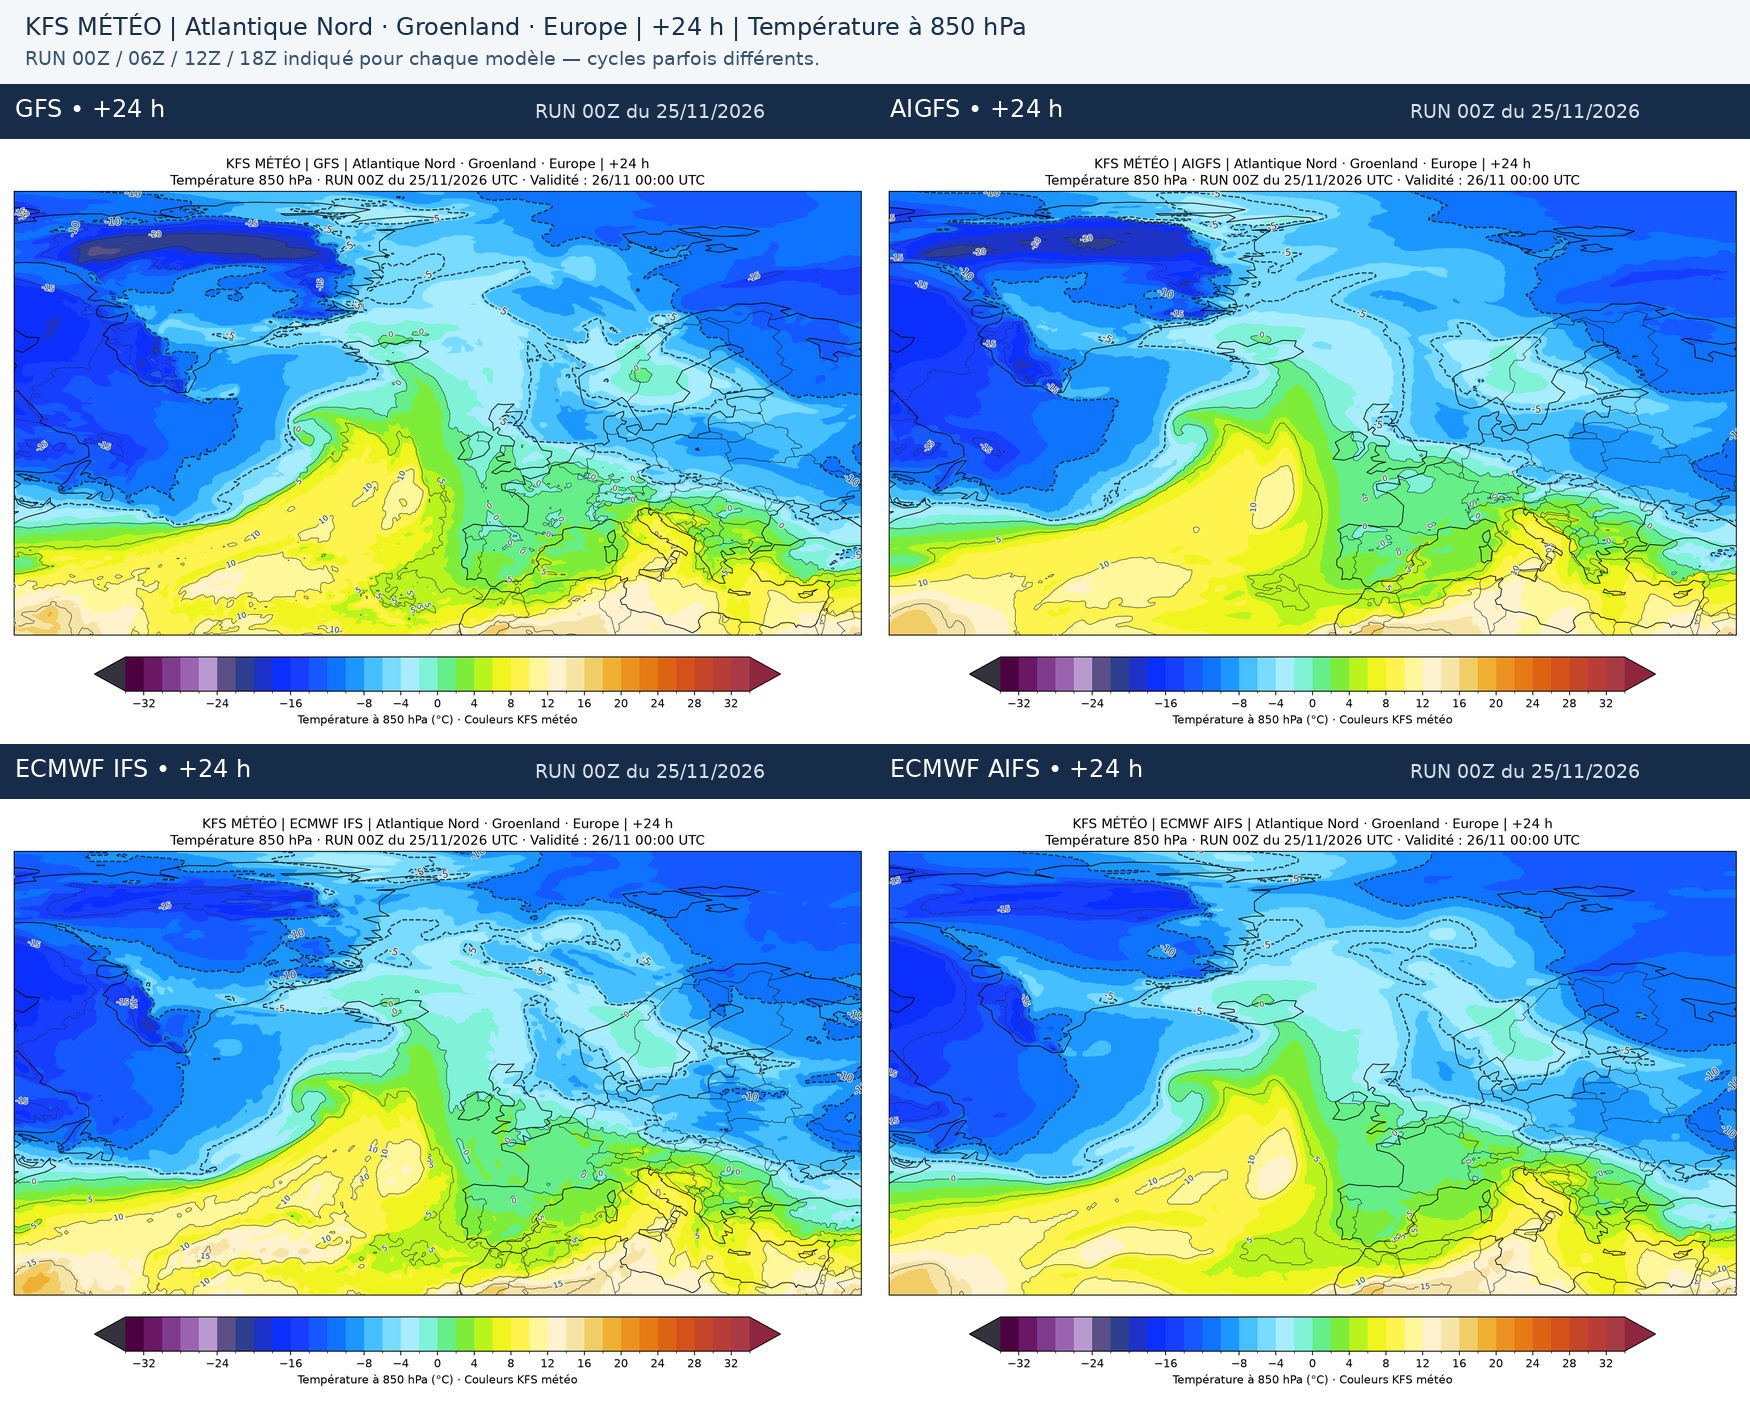 KFS MÉTÉO | Atlantique Nord · Groenland · Europe | +24 h | Température à 850 hPa
RUN 00Z / 06Z / 12Z / 18Z indiqué pour chaque modèle — cycles parfois différents.
GFS • +24 h RUN 00Z du 25/11/2026
KFS MÉTÉO | GFS | Atlantique Nord · Groenland · Europe | +24 h
Température 850 hPa · RUN 00Z du 25/11/2026 UTC · Validité : 26/11 00:00 UTC
−32 −24 −16 −8 −4 0 4 8 12 16 20 24 28 32
Température à 850 hPa (°C) · Couleurs KFS météo
AIGFS • +24 h RUN 00Z du 25/11/2026
KFS MÉTÉO | AIGFS | Atlantique Nord · Groenland · Europe | +24 h
Température 850 hPa · RUN 00Z du 25/11/2026 UTC · Validité : 26/11 00:00 UTC
−32 −24 −16 −8 −4 0 4 8 12 16 20 24 28 32
Température à 850 hPa (°C) · Couleurs KFS météo
ECMWF IFS • +24 h RUN 00Z du 25/11/2026
KFS MÉTÉO | ECMWF IFS | Atlantique Nord · Groenland · Europe | +24 h
Température 850 hPa · RUN 00Z du 25/11/2026 UTC · Validité : 26/11 00:00 UTC
−32 −24 −16 −8 −4 0 4 8 12 16 20 24 28 32
Température à 850 hPa (°C) · Couleurs KFS météo
ECMWF AIFS • +24 h RUN 00Z du 25/11/2026
KFS MÉTÉO | ECMWF AIFS | Atlantique Nord · Groenland · Europe | +24 h
Température 850 hPa · RUN 00Z du 25/11/2026 UTC · Validité : 26/11 00:00 UTC
−32 −24 −16 −8 −4 0 4 8 12 16 20 24 28 32
Température à 850 hPa (°C) · Couleurs KFS météo